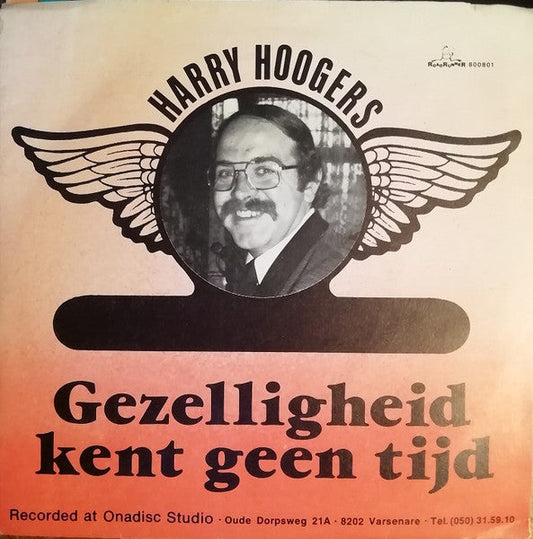 ROADRUNNER 600801
HARRY HOOGERS
Gezelligheid
kent geen tijd
Recorded at Onadisc Studio · Oude Dorpsweg 21A · 8202 Varsenare · Tel. (050) 31.59.10